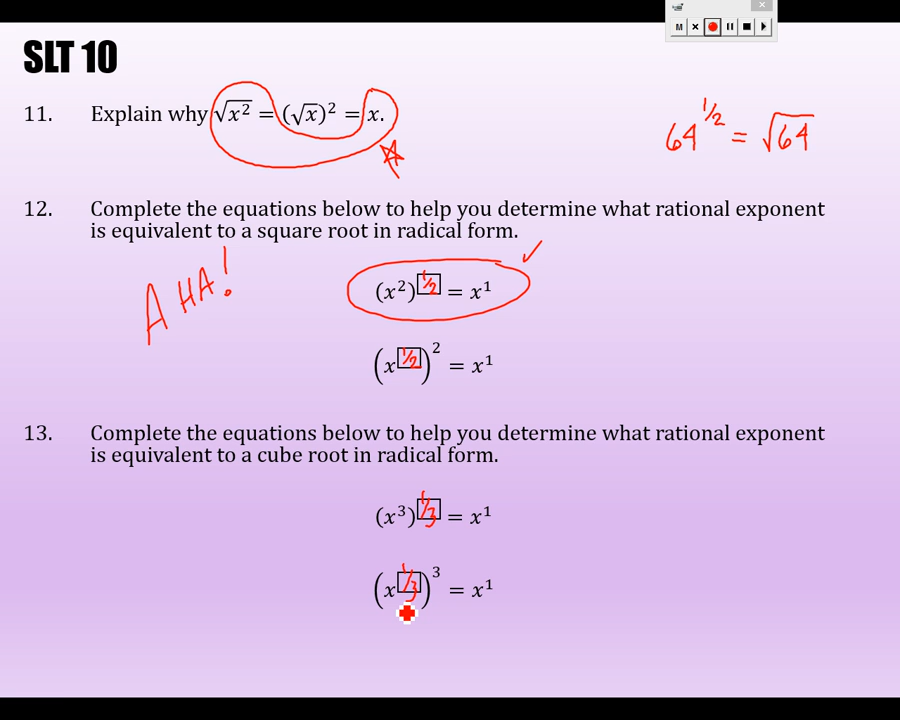 M
SLT 10
11. Explain why √x² = (√x)² = x.
64^1/2 = √64
12. Complete the equations below to help you determine what rational exponent
is equivalent to a square root in radical form.
AHA!
(x²)^1/2 = x¹
(x^1/2)² = x¹
13. Complete the equations below to help you determine what rational exponent
is equivalent to a cube root in radical form.
(x³)^1/3 = x¹
(x^1/3)³ = x¹